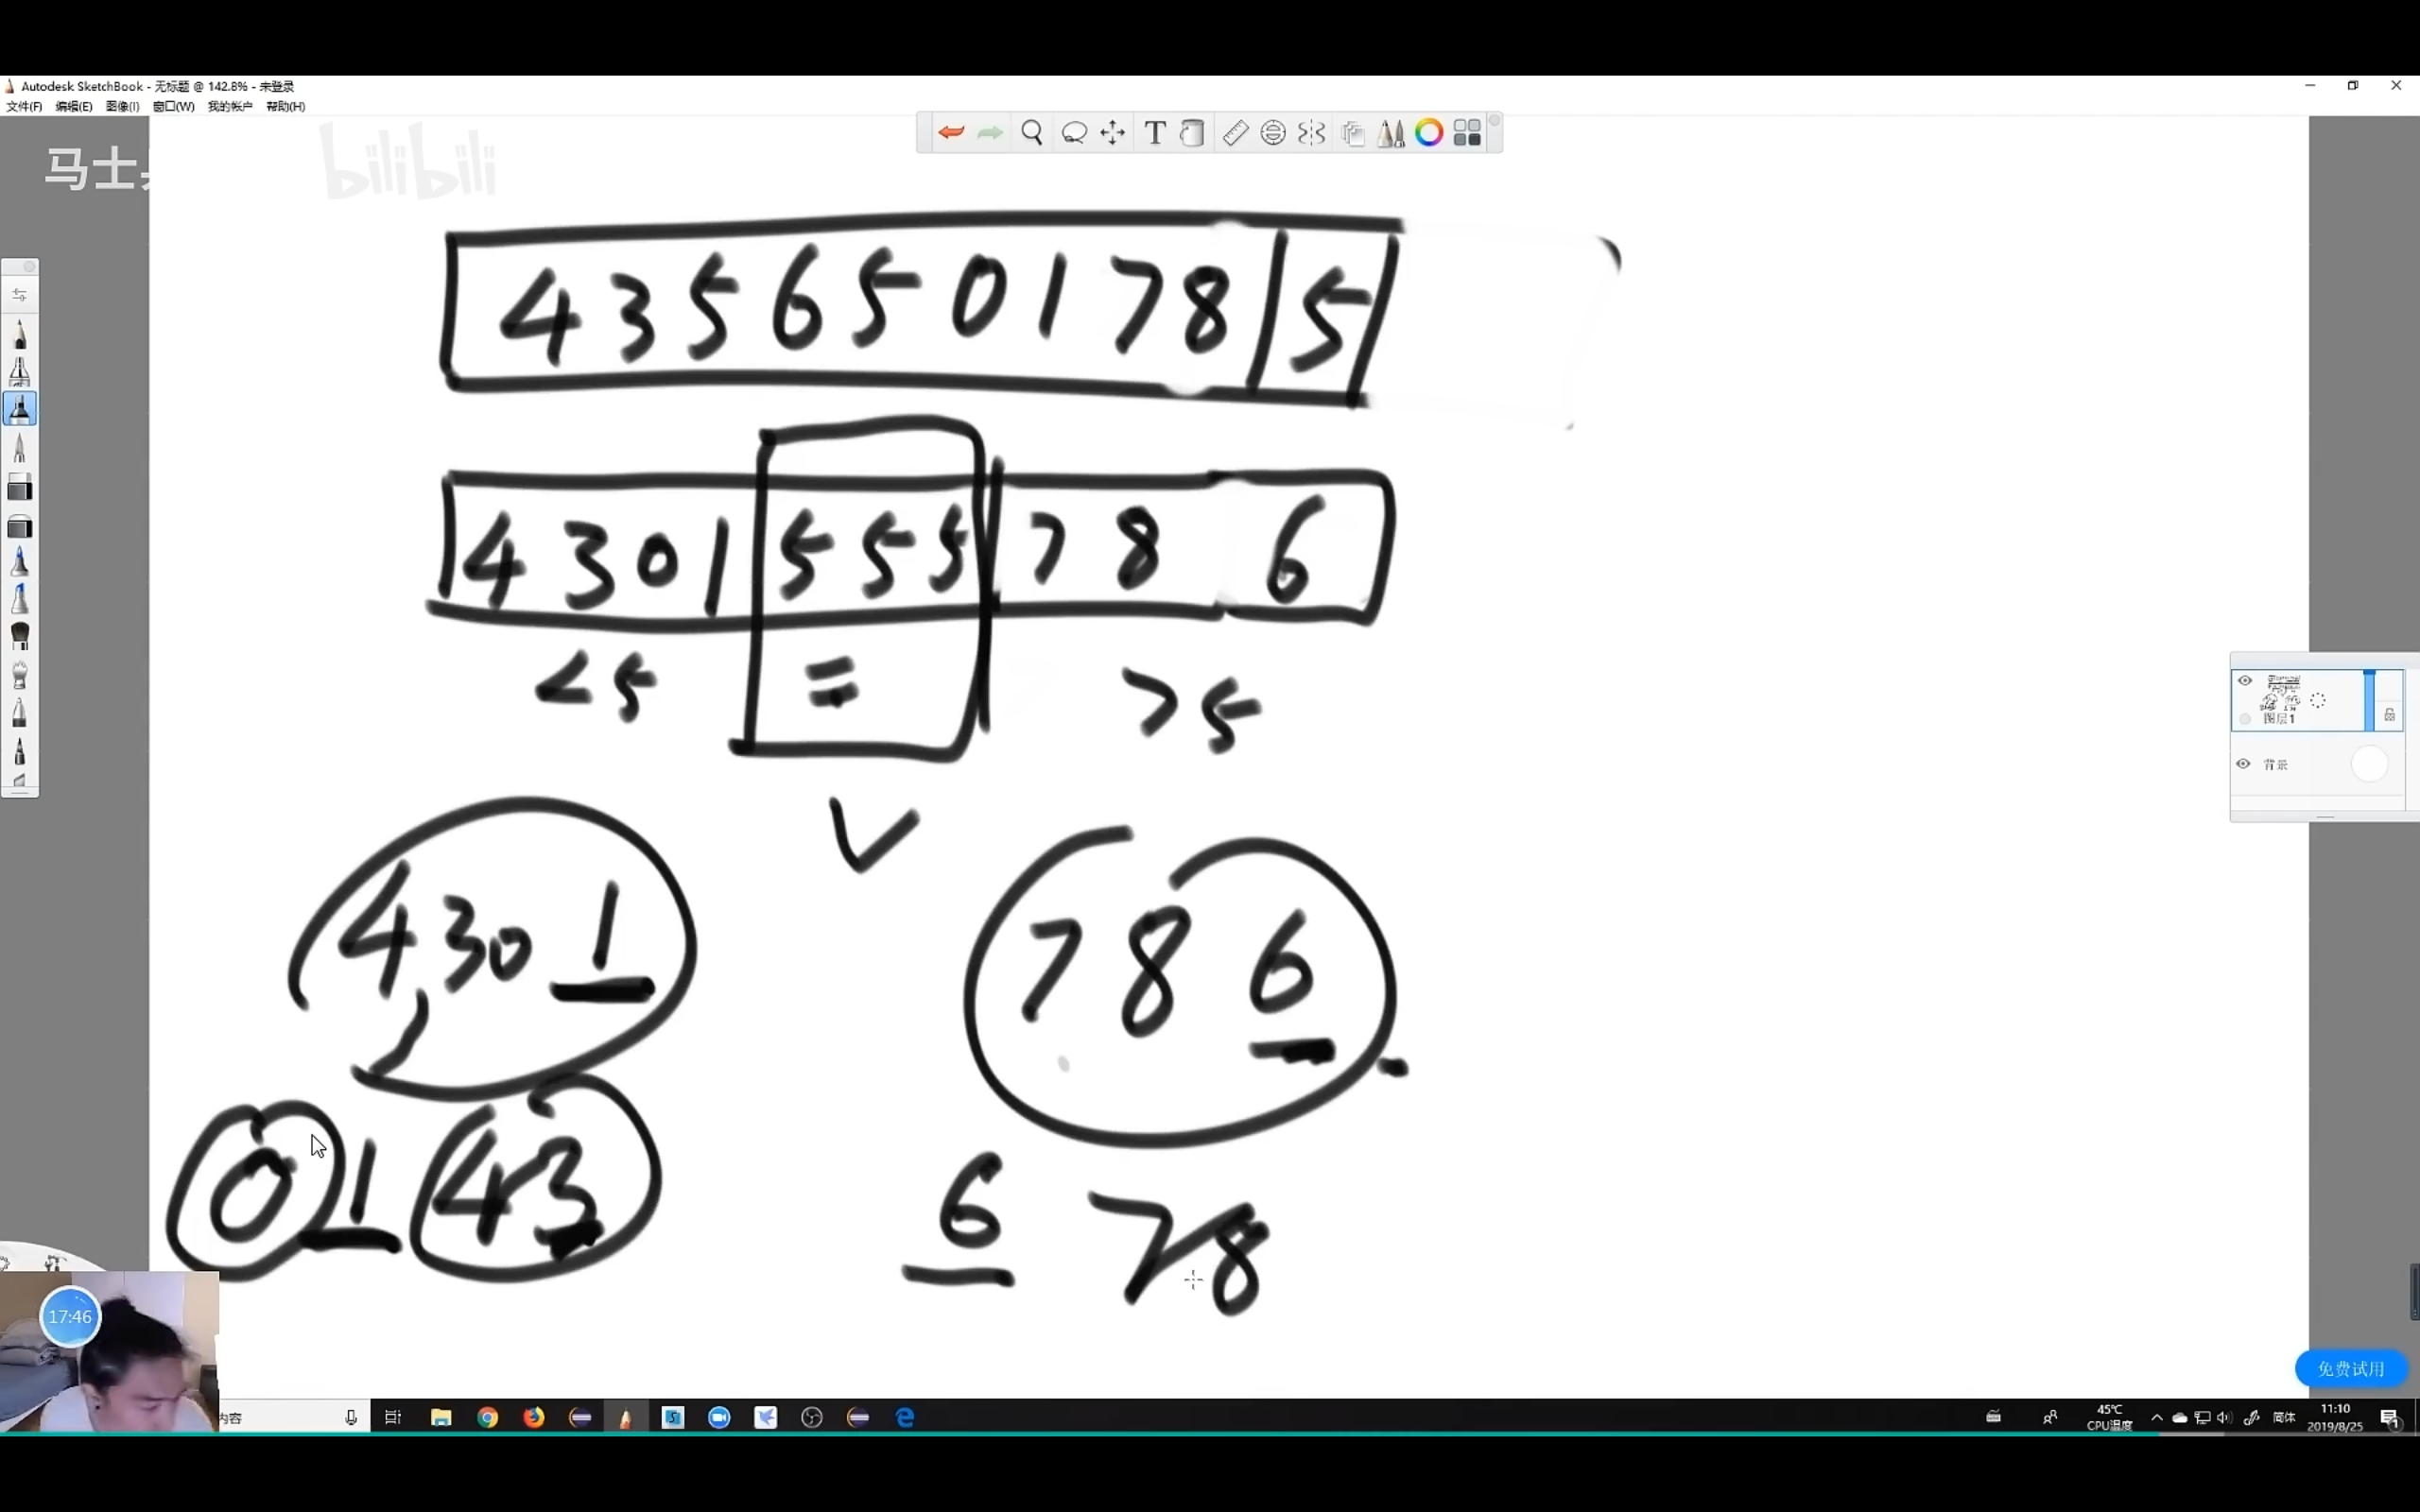 Autodesk SketchBook - 无标题 @ 142.8% - 未登录
文件(F) 编辑(E) 图像(I) 窗口(W) 我的帐户 帮助(H)
马士
bilibili
4 3 5 6 5 0 1 7 8 5
4 3 0 1 5 5 5 7 8 6
<5 = >5
4 3 0 1 7 8 6
0 1 4 3 6 7 8
图层1
背景
17:46
免费试用
内容
45℃
CPU温度
简体
11:10
2019/8/25
1